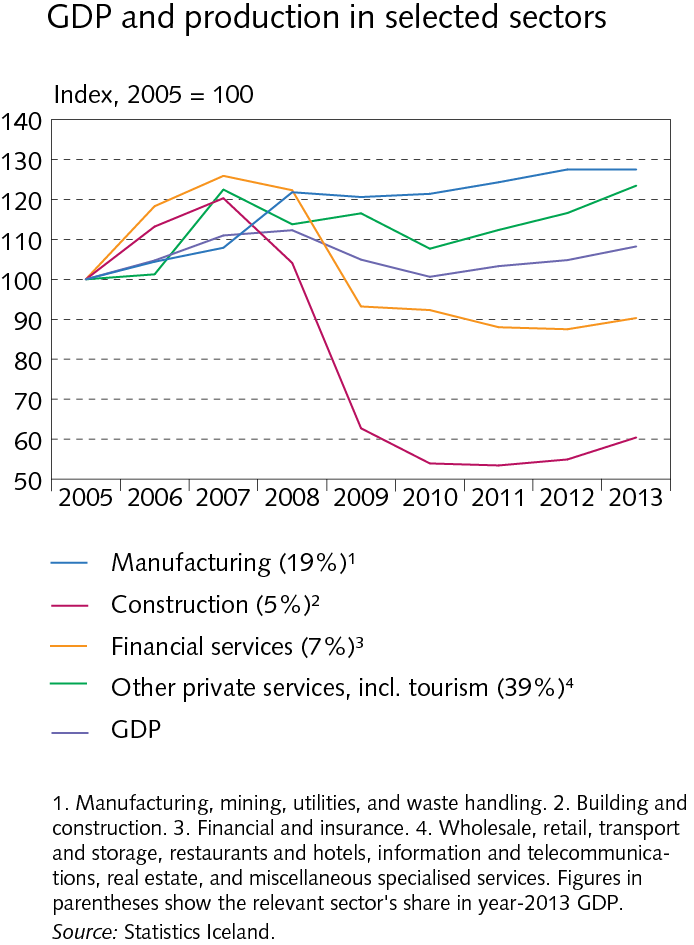 GDP and production in selected sectors
Index, 2005 = 100
140
130
120
110
100
90
80
70
60
50
2005 2006 2007 2008 2009 2010 2011 2012 2013
Manufacturing (19%)¹
Construction (5%)²
Financial services (7%)³
Other private services, incl. tourism (39%)⁴
GDP
1. Manufacturing, mining, utilities, and waste handling. 2. Building and
construction. 3. Financial and insurance. 4. Wholesale, retail, transport
and storage, restaurants and hotels, information and telecommunica-
tions, real estate, and miscellaneous specialised services. Figures in
parentheses show the relevant sector's share in year-2013 GDP.
Source: Statistics Iceland.